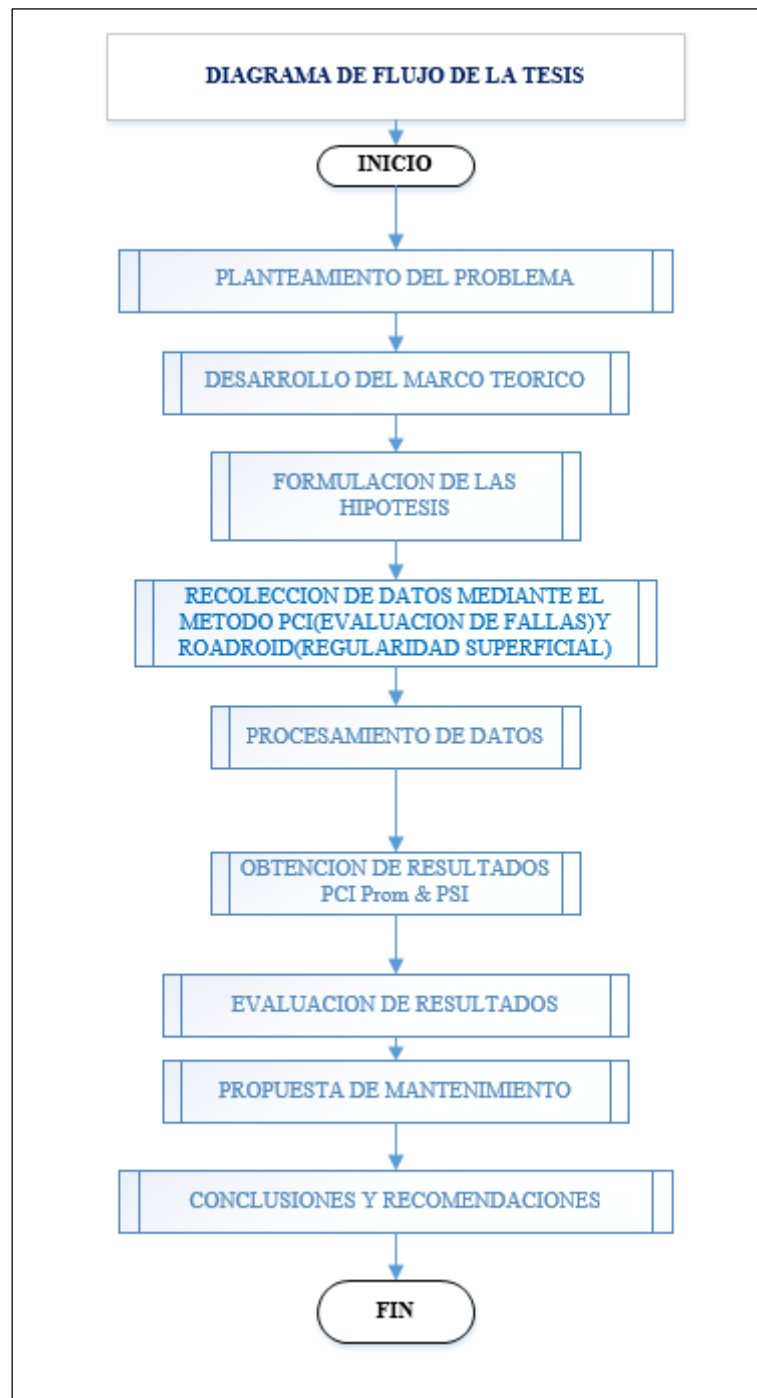 DIAGRAMA DE FLUJO DE LA TESIS
INICIO
PLANTEAMIENTO DEL PROBLEMA
DESARROLLO DEL MARCO TEORICO
FORMULACION DE LAS
HIPOTESIS
RECOLECCION DE DATOS MEDIANTE EL
METODO PCI(EVALUACION DE FALLAS)Y
ROADROID(REGULARIDAD SUPERFICIAL)
PROCESAMIENTO DE DATOS
OBTENCION DE RESULTADOS
PCI Prom & PSI
EVALUACION DE RESULTADOS
PROPUESTA DE MANTENIMIENTO
CONCLUSIONES Y RECOMENDACIONES
FIN